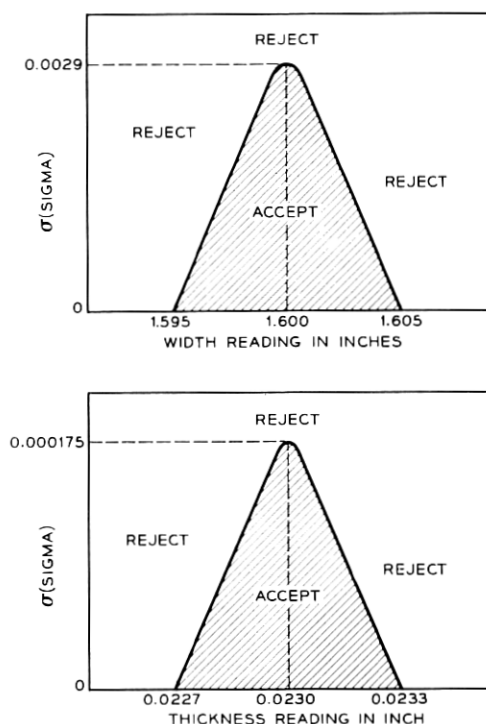 REJECT
0.0029
REJECT
REJECT
σ(SIGMA)
ACCEPT
0
1.595 1.600 1.605
WIDTH READING IN INCHES
REJECT
0.000175
REJECT
REJECT
σ(SIGMA)
ACCEPT
0
0.0227 0.0230 0.0233
THICKNESS READING IN INCH